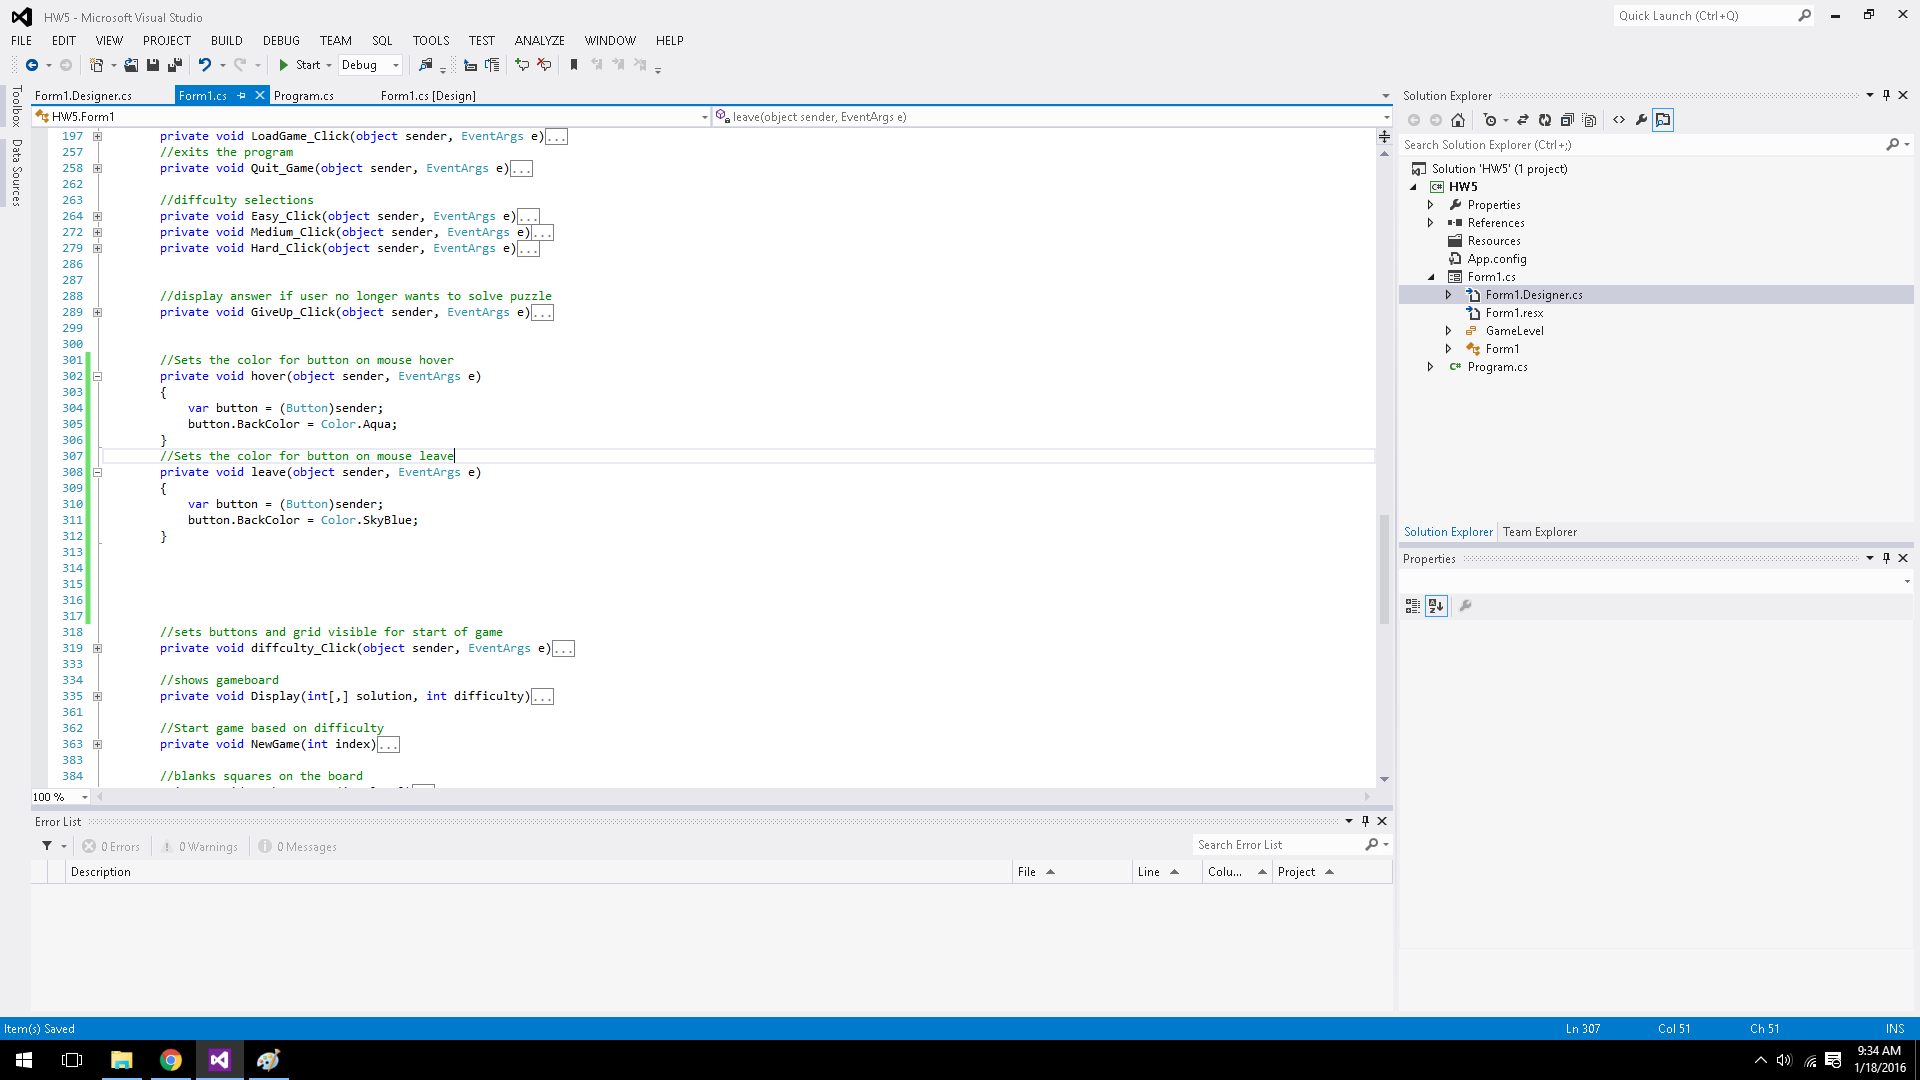 HW5 - Microsoft Visual Studio
Quick Launch (Ctrl+Q)
FILE EDIT VIEW PROJECT BUILD DEBUG TEAM SQL TOOLS TEST ANALYZE WINDOW HELP
Start Debug
Toolbox
Data Sources
Form1.Designer.cs Form1.cs Program.cs Form1.cs [Design]
HW5.Form1 leave(object sender, EventArgs e)
197 private void LoadGame_Click(object sender, EventArgs e)...
257 //exits the program
258 private void Quit_Game(object sender, EventArgs e)...
262
263 //diffculty selections
264 private void Easy_Click(object sender, EventArgs e)...
272 private void Medium_Click(object sender, EventArgs e)...
279 private void Hard_Click(object sender, EventArgs e)...
286
287
288 //display answer if user no longer wants to solve puzzle
289 private void GiveUp_Click(object sender, EventArgs e)...
299
300
301 //Sets the color for button on mouse hover
302 private void hover(object sender, EventArgs e)
303 {
304 var button = (Button)sender;
305 button.BackColor = Color.Aqua;
306 }
307 //Sets the color for button on mouse leave
308 private void leave(object sender, EventArgs e)
309 {
310 var button = (Button)sender;
311 button.BackColor = Color.SkyBlue;
312 }
313
314
315
316
317
318 //sets buttons and grid visible for start of game
319 private void diffculty_Click(object sender, EventArgs e)...
333
334 //shows gameboard
335 private void Display(int[,] solution, int difficulty)...
361
362 //Start game based on difficulty
363 private void NewGame(int index)...
383
384 //blanks squares on the board
100 %
Error List
0 Errors 0 Warnings 0 Messages
Search Error List
Description File Line Colu... Project
Solution Explorer
Search Solution Explorer (Ctrl+;)
Solution 'HW5' (1 project)
C# HW5
Properties
References
Resources
App.config
Form1.cs
Form1.Designer.cs
Form1.resx
GameLevel
Form1
C# Program.cs
Solution Explorer Team Explorer
Properties
Item(s) Saved
Ln 307 Col 51 Ch 51 INS
9:34 AM
1/18/2016